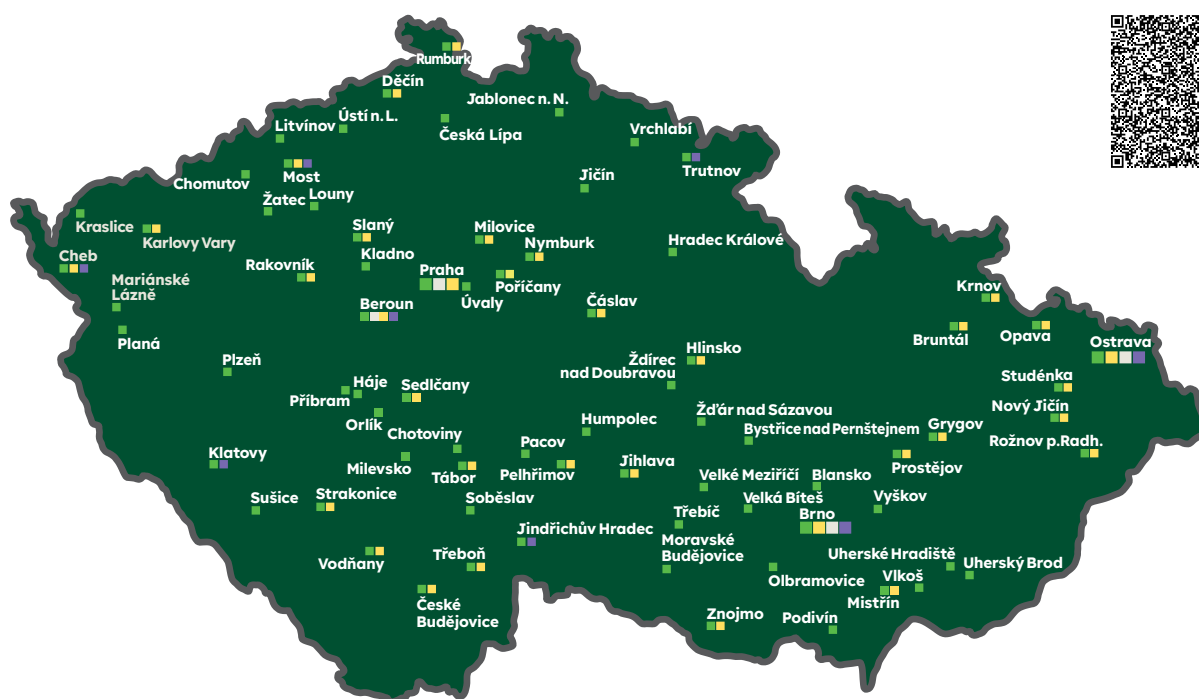 Rumburk
Děčín
Jablonec n. N.
Ústí n. L.
Litvínov
Česká Lípa
Vrchlabí
Trutnov
Most
Chomutov
Jičín
Žatec
Louny
Kraslice
Karlovy Vary
Slaný
Milovice
Nymburk
Hradec Králové
Cheb
Kladno
Rakovník
Praha
Poříčany
Mariánské
Lázně
Úvaly
Krnov
Beroun
Čáslav
Planá
Bruntál
Opava
Ostrava
Hlinsko
Plzeň
Ždírec
nad Doubravou
Studénka
Háje
Sedlčany
Příbram
Orlík
Humpolec
Žďár nad Sázavou
Nový Jičín
Grygov
Bystřice nad Pernštejnem
Chotoviny
Rožnov p.Radh.
Klatovy
Pacov
Milevsko
Jihlava
Prostějov
Tábor
Pelhřimov
Velké Meziříčí
Blansko
Sušice
Strakonice
Soběslav
Velká Bíteš
Vyškov
Třebíč
Brno
Jindřichův Hradec
Moravské
Budějovice
Vodňany
Třeboň
Uherské Hradiště
Uherský Brod
Olbramovice
Vlkoš
Mistřín
České
Budějovice
Znojmo
Podivín